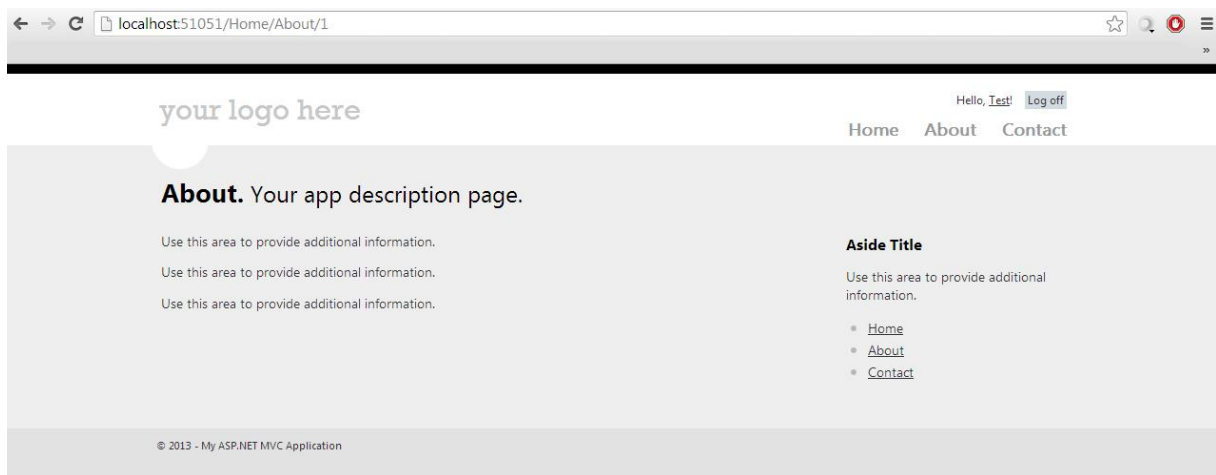 localhost:51051/Home/About/1
»
your logo here
Hello, Test! Log off
Home About Contact
About. Your app description page.
Use this area to provide additional information.
Use this area to provide additional information.
Use this area to provide additional information.
Aside Title
Use this area to provide additional
information.
Home
About
Contact
© 2013 - My ASP.NET MVC Application